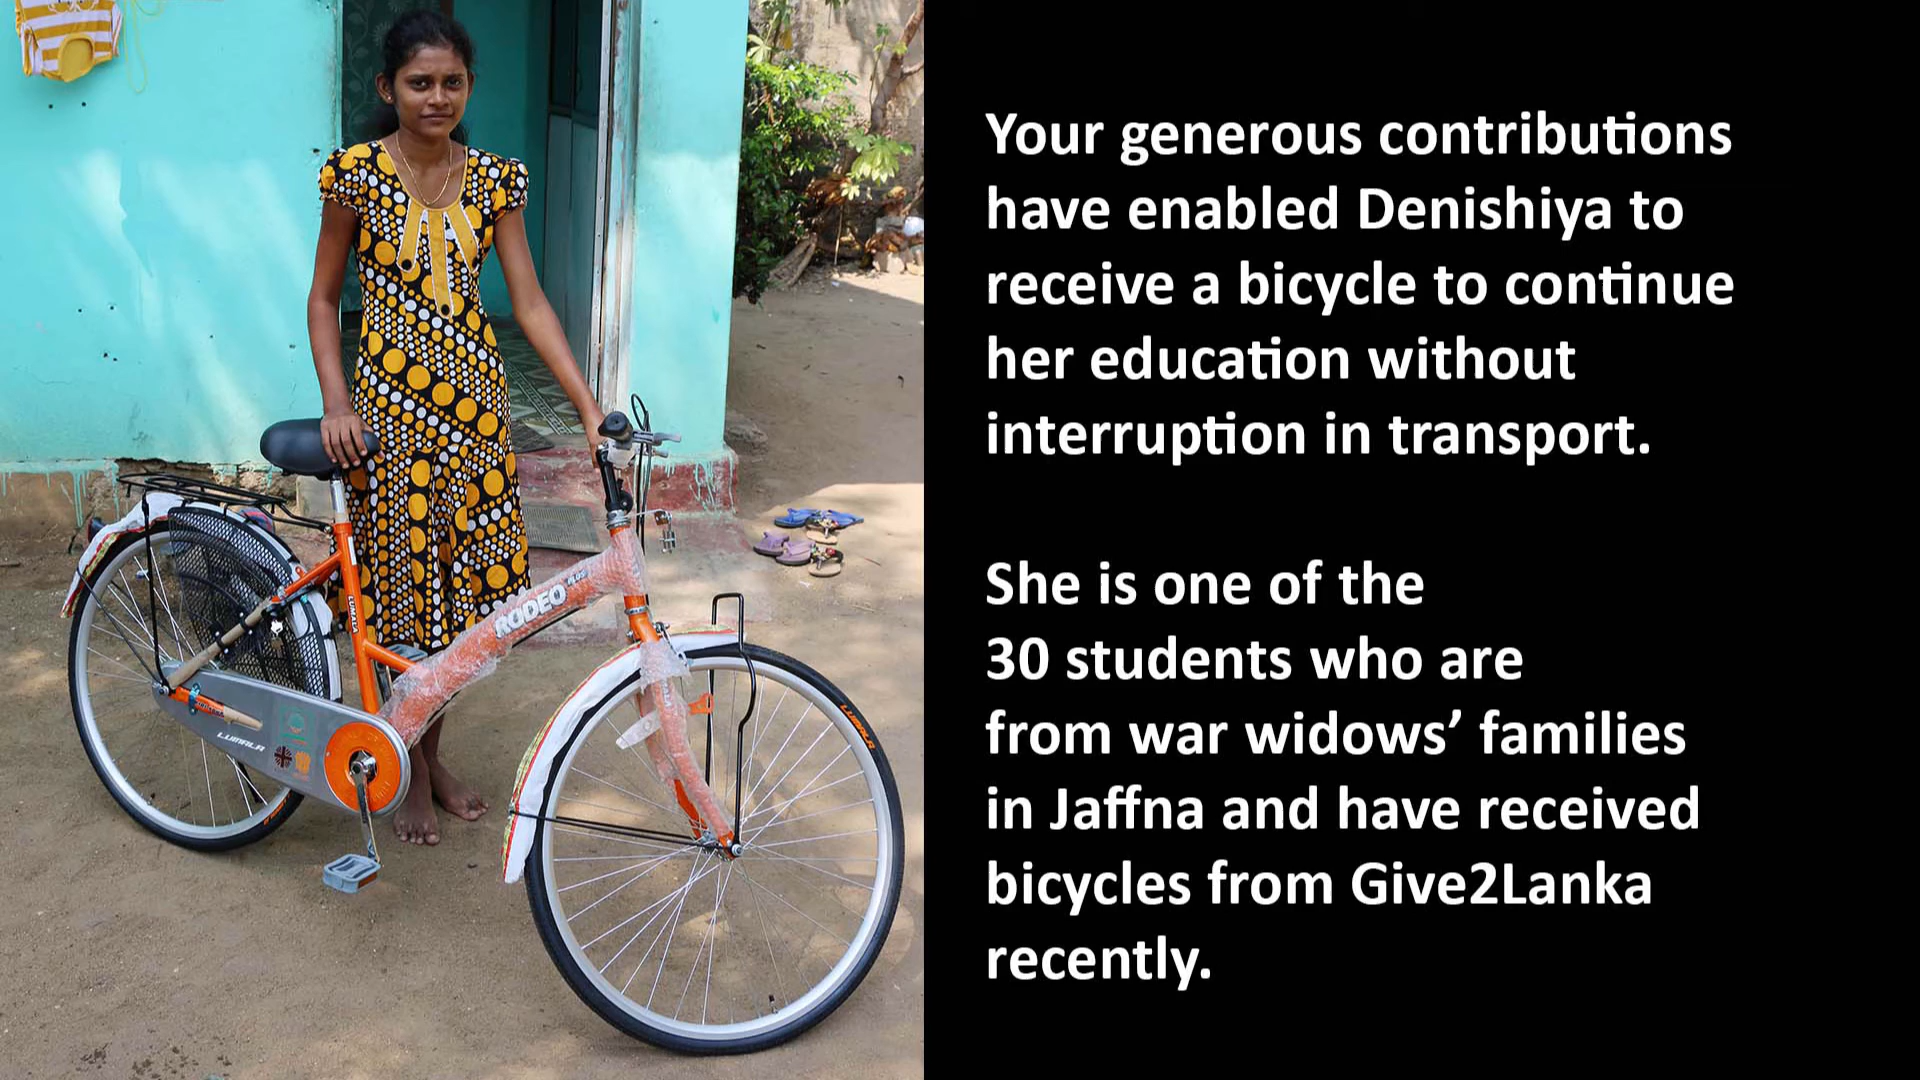 Your generous contributions
have enabled Denishiya to
receive a bicycle to continue
her education without
interruption in transport.
She is one of the
30 students who are
from war widows’ families
in Jaffna and have received
bicycles from Give2Lanka
recently.
RODEO
PLUS
LUMALA
LUMALA
LUMALA